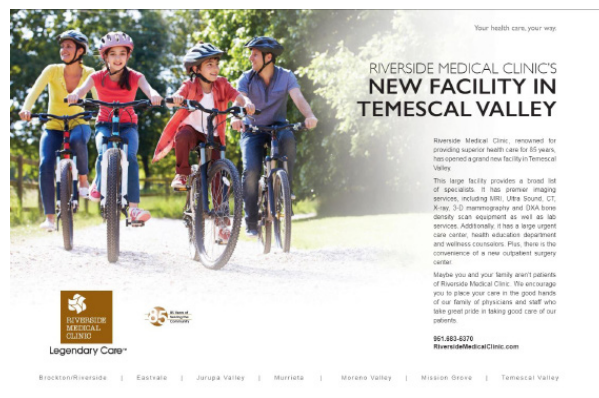 Your health care, your way.
RIVERSIDE MEDICAL CLINIC'S
NEW FACILITY IN
TEMESCAL VALLEY
Riverside Medical Clinic, renowned for
providing superior health care for 85 years,
has opened a grand new facility in Temescal
Valley.
This large facility provides a broad list
of specialists. It has premier imaging
services, including MRI, Ultra Sound, CT,
X-ray, 3-D mammography and DXA bone
density scan equipment as well as lab
services. Additionally, it has a large urgent
care center, health education department
and wellness counselors. Plus, there is the
convenience of a new outpatient surgery
center.
Maybe you and your family aren't patients
of Riverside Medical Clinic. We encourage
you to place your care in the good hands
of our family of physicians and staff who
take great pride in taking good care of our
patients.
951.683-6370
RiversideMedicalClinic.com
RIVERSIDE
MEDICAL
CLINIC
Legendary Care™
85 Years of
Serving Our
Community
Brockton/Riverside | Eastvale | Jurupa Valley | Murrieta | Moreno Valley | Mission Grove | Temescal Valley